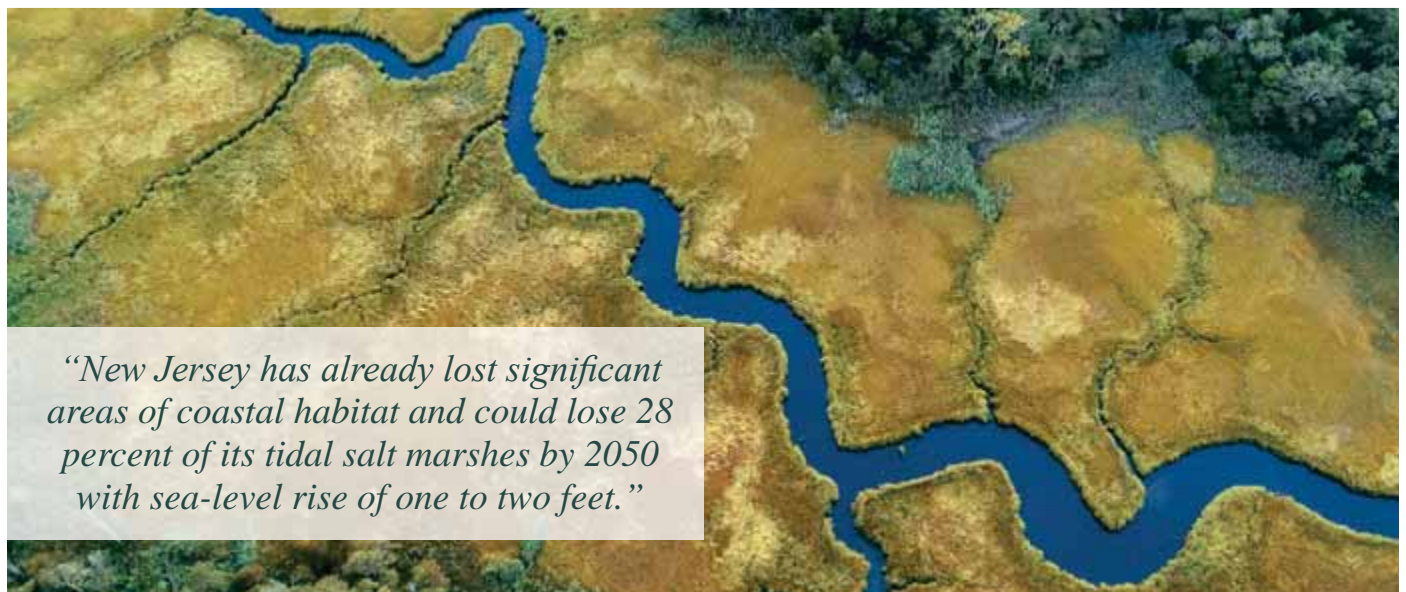 “New Jersey has already lost significant
areas of coastal habitat and could lose 28
percent of its tidal salt marshes by 2050
with sea-level rise of one to two feet.”